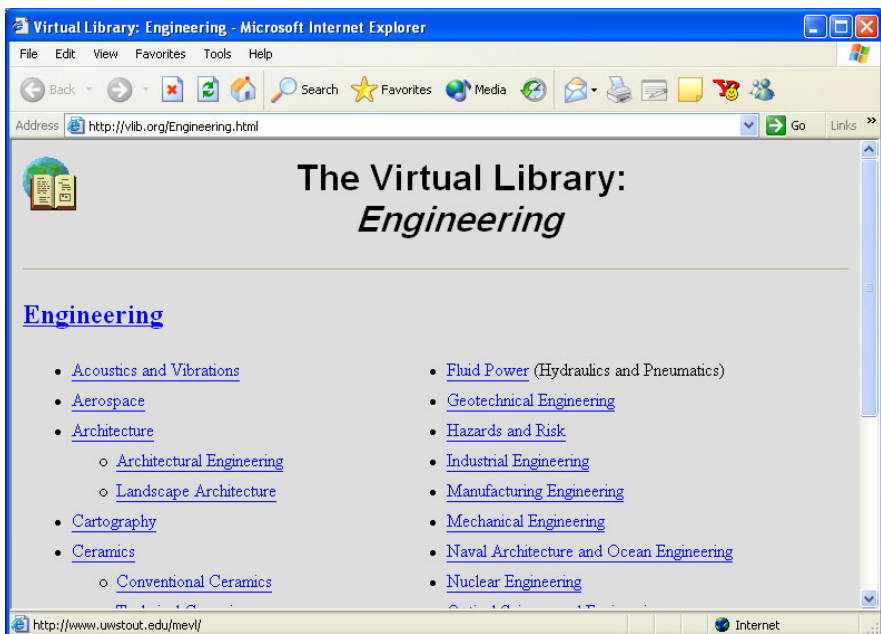 Virtual Library: Engineering - Microsoft Internet Explorer
File Edit View Favorites Tools Help
Back Search Favorites Media
Address http://vlib.org/Engineering.html Go Links »
The Virtual Library:
Engineering
Engineering
Acoustics and Vibrations
Aerospace
Architecture
Architectural Engineering
Landscape Architecture
Cartography
Ceramics
Conventional Ceramics
Fluid Power (Hydraulics and Pneumatics)
Geotechnical Engineering
Hazards and Risk
Industrial Engineering
Manufacturing Engineering
Mechanical Engineering
Naval Architecture and Ocean Engineering
Nuclear Engineering
http://www.uwstout.edu/mevl/ Internet